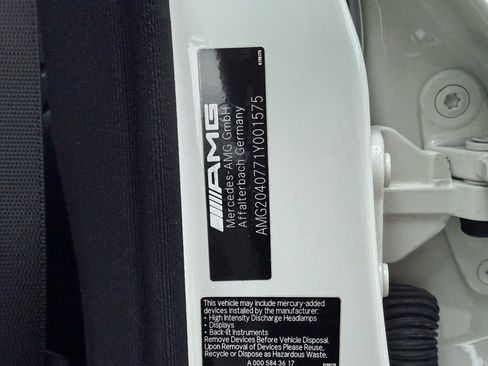 AMG
Mercedes-AMG GmbH
Affalterbach Germany
AMG2040771Y001575
This vehicle may include mercury-added
devices installed by the manufacturer:
• High Intensity Discharge Headlamps
• Displays
• Back-lit Instruments
Remove Devices Before Vehicle Disposal.
Upon Removal of Devices Please Reuse,
Recycle or Dispose as Hazardous Waste.
A 000 584 36 17